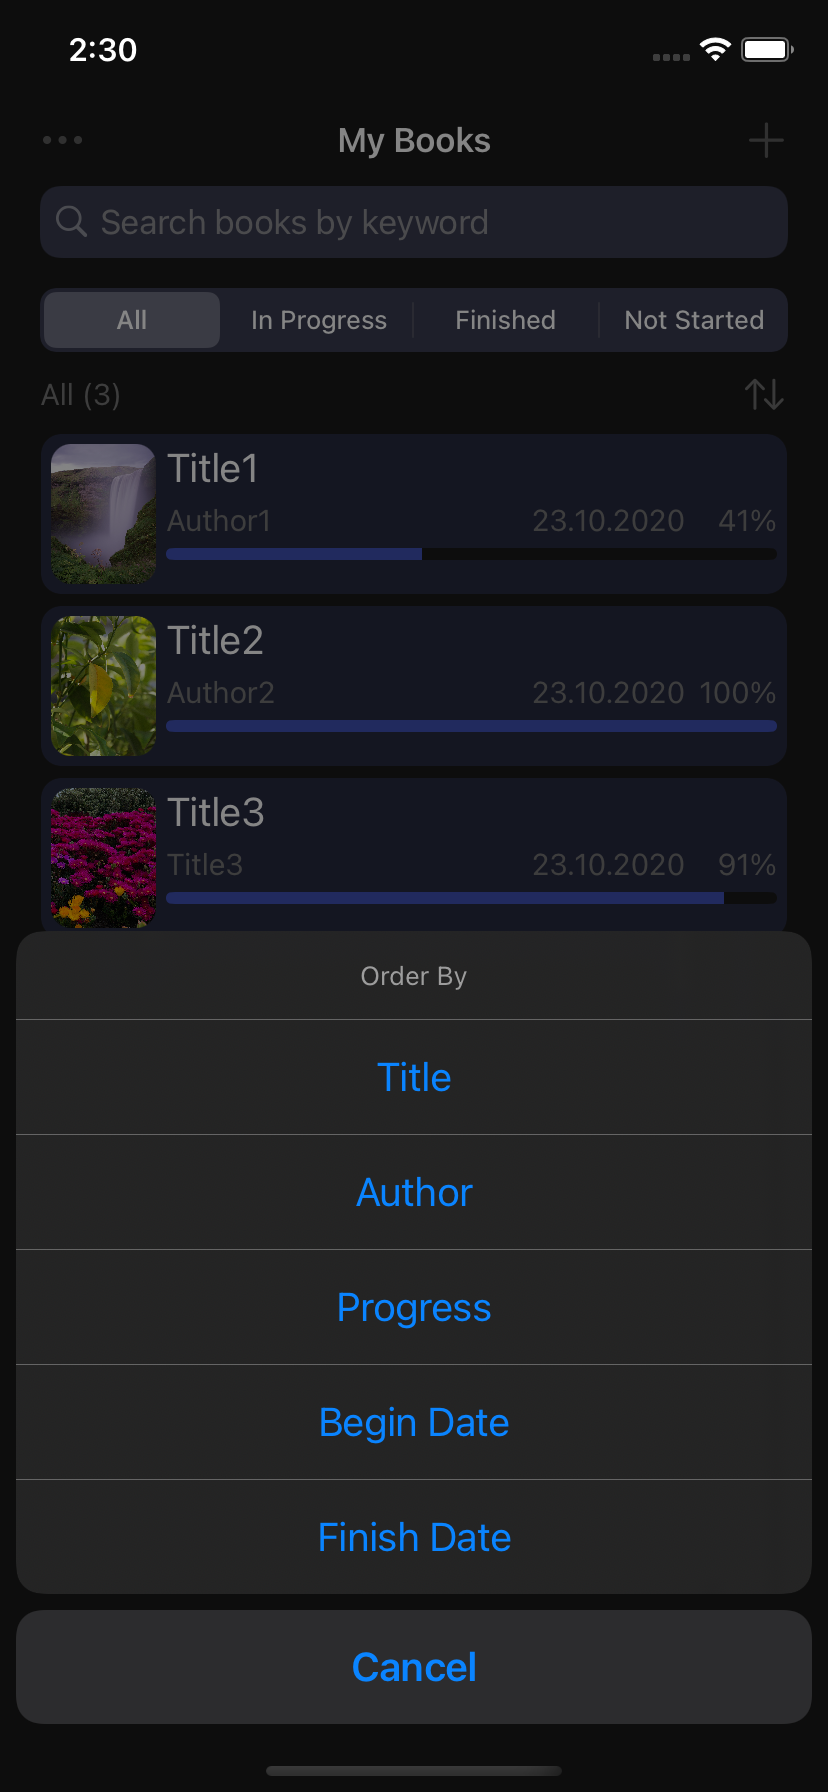 2:30
My Books
Search books by keyword
All In Progress Finished Not Started
All (3)
Title1
Author1 23.10.2020 41%
Title2
Author2 23.10.2020 100%
Title3
Title3 23.10.2020 91%
Order By
Title
Author
Progress
Begin Date
Finish Date
Cancel